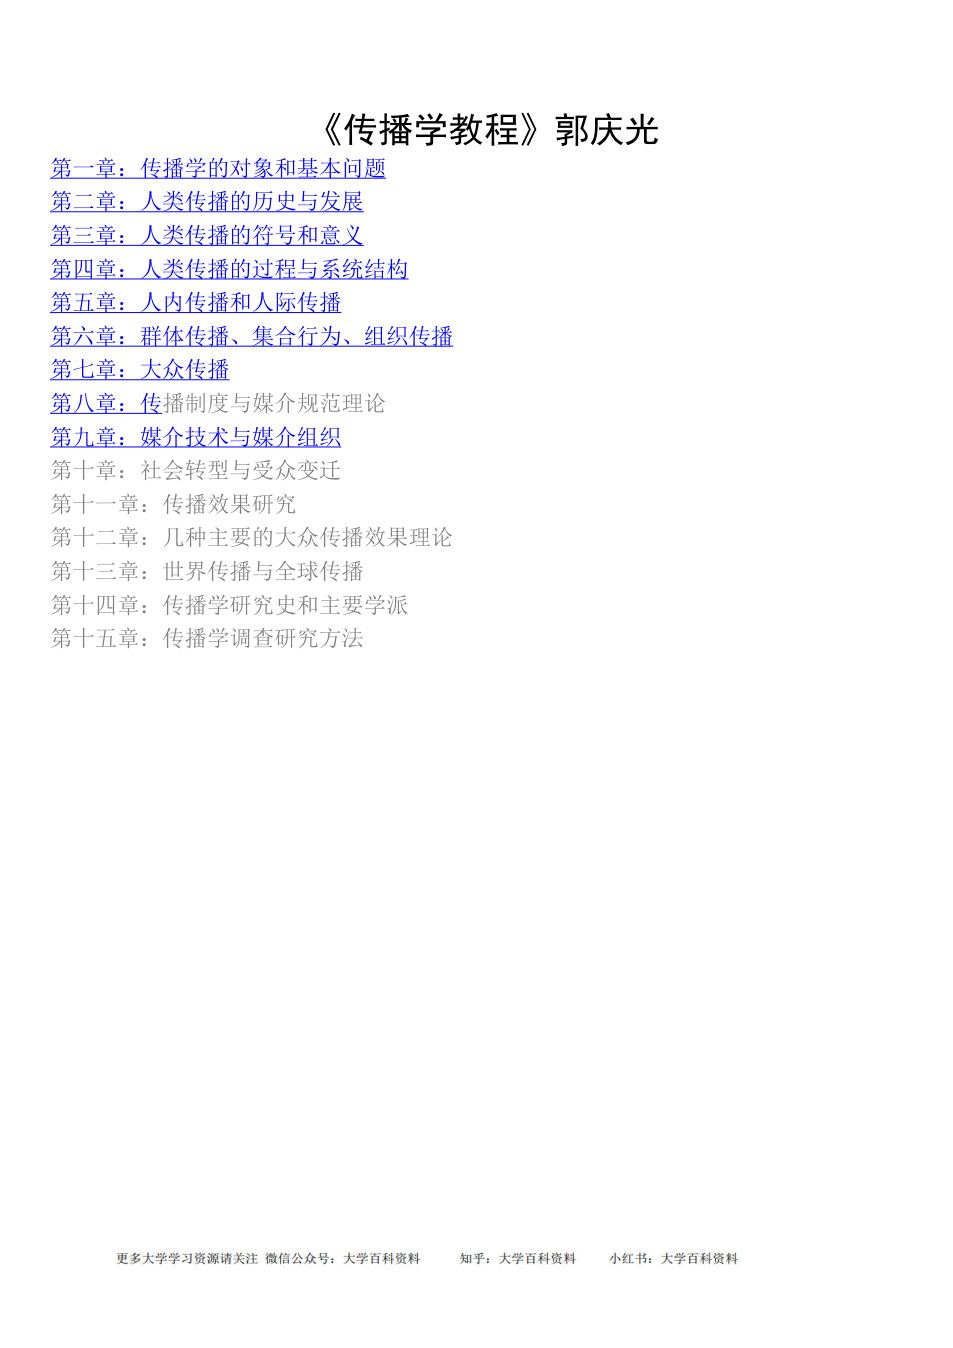 《传播学教程》郭庆光
第一章：传播学的对象和基本问题
第二章：人类传播的历史与发展
第三章：人类传播的符号和意义
第四章：人类传播的过程与系统结构
第五章：人内传播和人际传播
第六章：群体传播、集合行为、组织传播
第七章：大众传播
第八章：传播制度与媒介规范理论
第九章：媒介技术与媒介组织
第十章：社会转型与受众变迁
第十一章：传播效果研究
第十二章：几种主要的大众传播效果理论
第十三章：世界传播与全球传播
第十四章：传播学研究史和主要学派
第十五章：传播学调查研究方法
更多大学学习资源请关注 微信公众号：大学百科资料 知乎：大学百科资料 小红书：大学百科资料